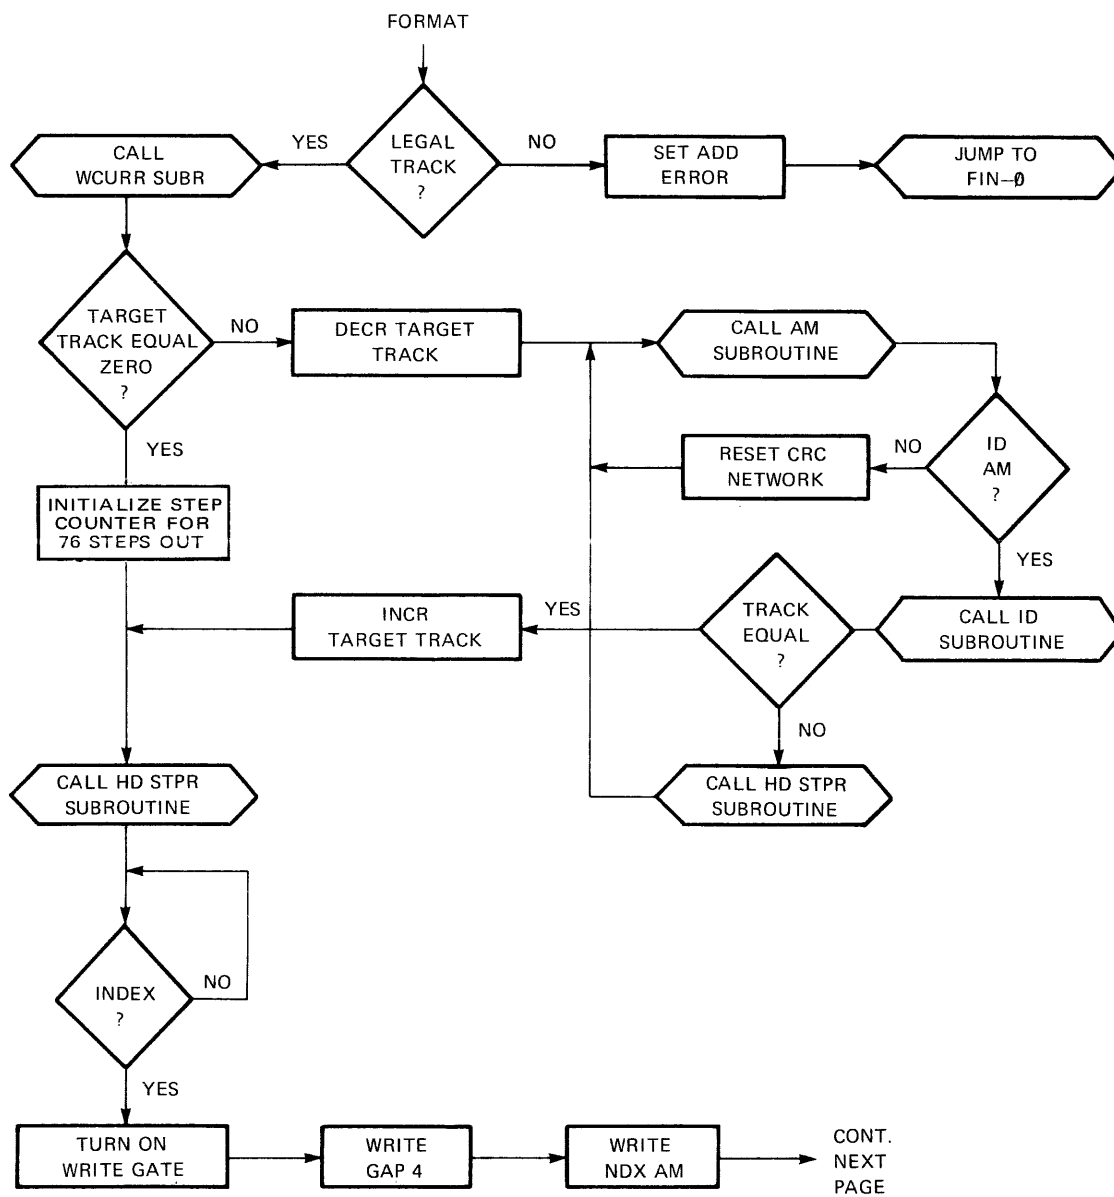 FORMAT
LEGAL
TRACK
?
YES
NO
CALL
WCURR SUBR
SET ADD
ERROR
JUMP TO
FIN–Ø
TARGET
TRACK EQUAL
ZERO
?
NO
DECR TARGET
TRACK
CALL AM
SUBROUTINE
YES
RESET CRC
NETWORK
NO
ID
AM
?
YES
INITIALIZE STEP
COUNTER FOR
76 STEPS OUT
INCR
TARGET TRACK
YES
TRACK
EQUAL
?
CALL ID
SUBROUTINE
NO
CALL HD STPR
SUBROUTINE
CALL HD STPR
SUBROUTINE
INDEX
?
NO
YES
TURN ON
WRITE GATE
WRITE
GAP 4
WRITE
NDX AM
CONT.
NEXT
PAGE